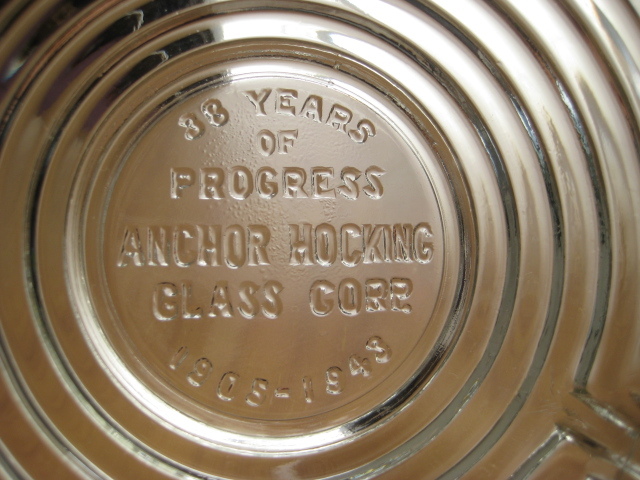 38 YEARS
OF
PROGRESS
ANCHOR HOCKING
GLASS CORP.
1905-1943